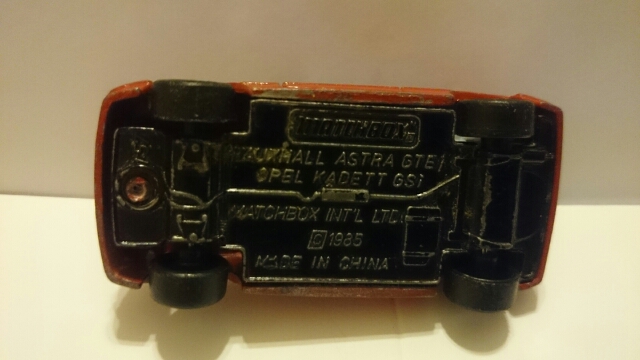 MATCHBOX
VAUXHALL ASTRA GTE/
OPEL KADETT GSi
MATCHBOX INT'L LTD.
© 1985
MADE IN CHINA